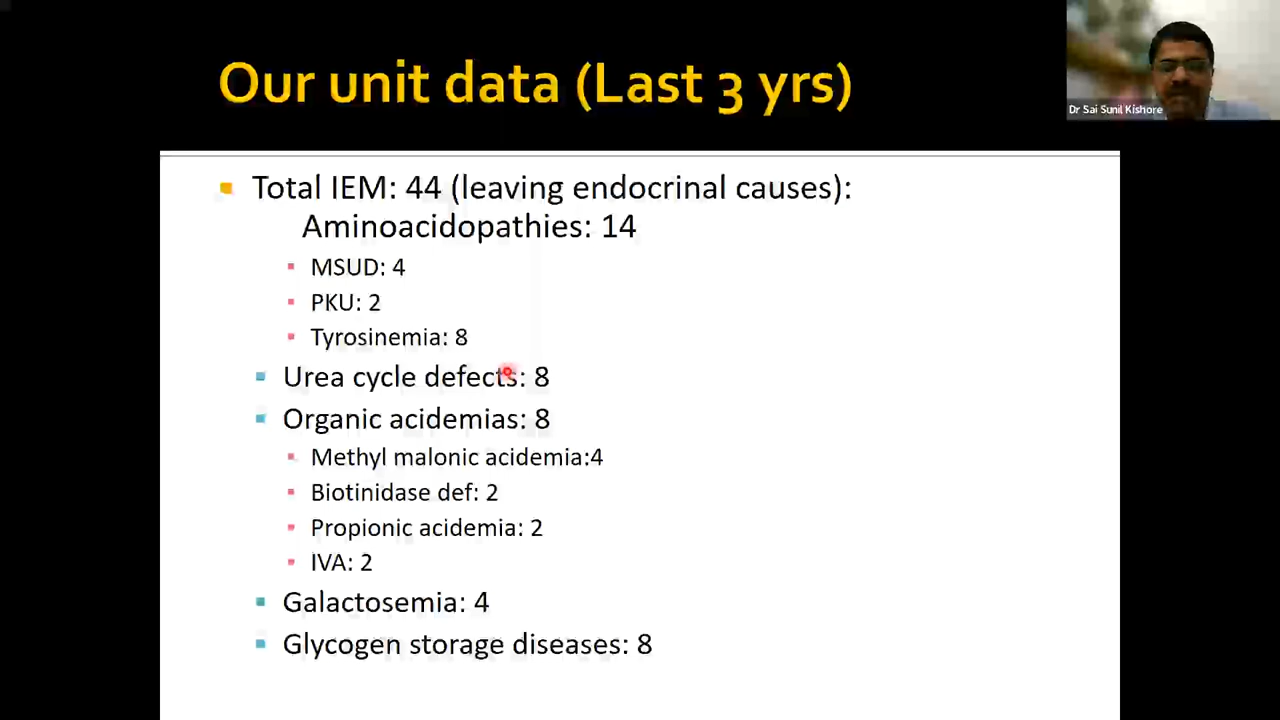 Our unit data (Last 3 yrs)
Dr Sai Sunil Kishore
Total IEM: 44 (leaving endocrinal causes):
Aminoacidopathies: 14
MSUD: 4
PKU: 2
Tyrosinemia: 8
Urea cycle defects: 8
Organic acidemias: 8
Methyl malonic acidemia:4
Biotinidase def: 2
Propionic acidemia: 2
IVA: 2
Galactosemia: 4
Glycogen storage diseases: 8